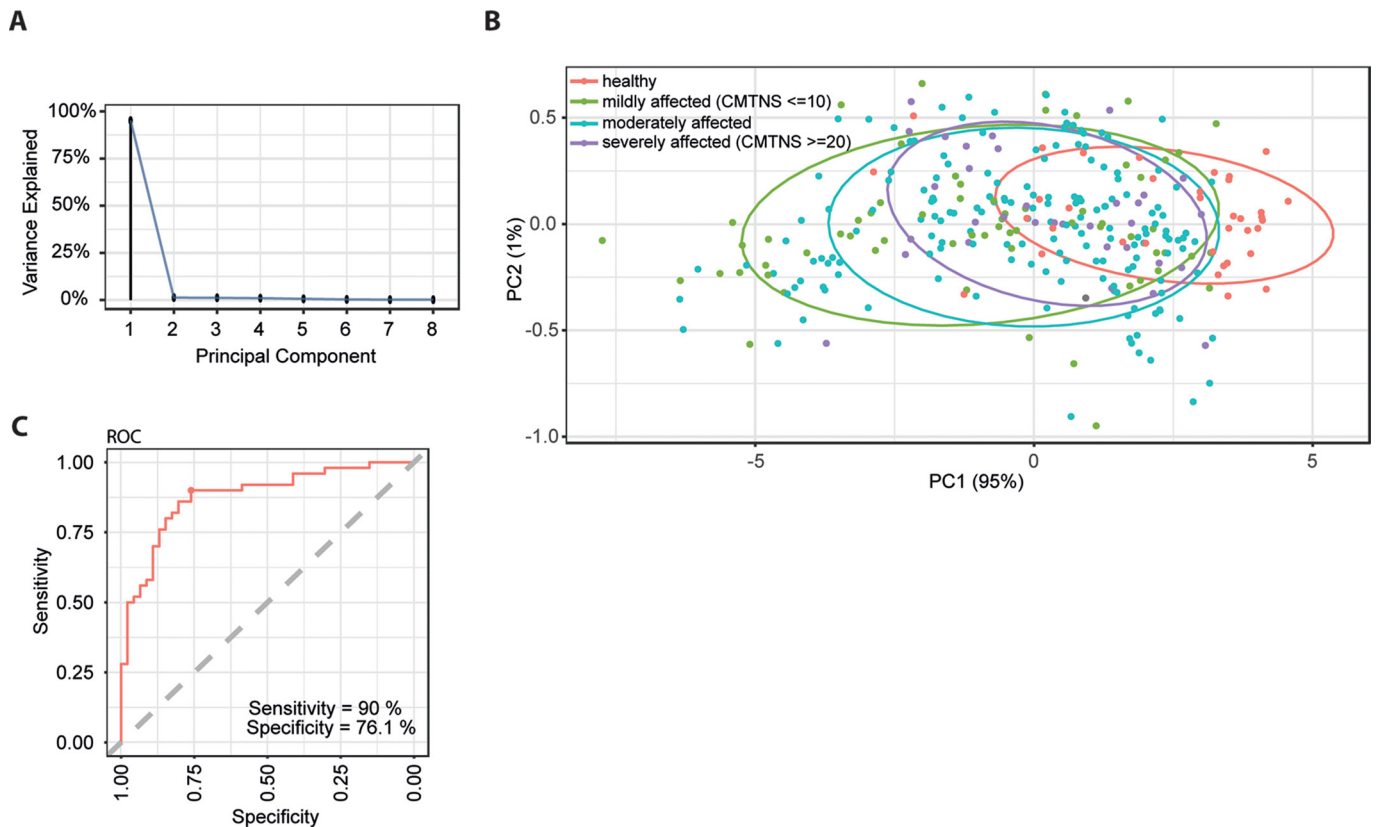 A
100%
75%
50%
25%
0%
Variance Explained
1 2 3 4 5 6 7 8
Principal Component
B
healthy
mildly affected (CMTNS <=10)
moderately affected
severely affected (CMTNS >=20)
0.5
0.0
-0.5
-1.0
PC2 (1%)
-5 0 5
PC1 (95%)
C
ROC
1.00
0.75
0.50
0.25
0.00
Sensitivity
Sensitivity = 90 %
Specificity = 76.1 %
1.00 0.75 0.50 0.25 0.00
Specificity